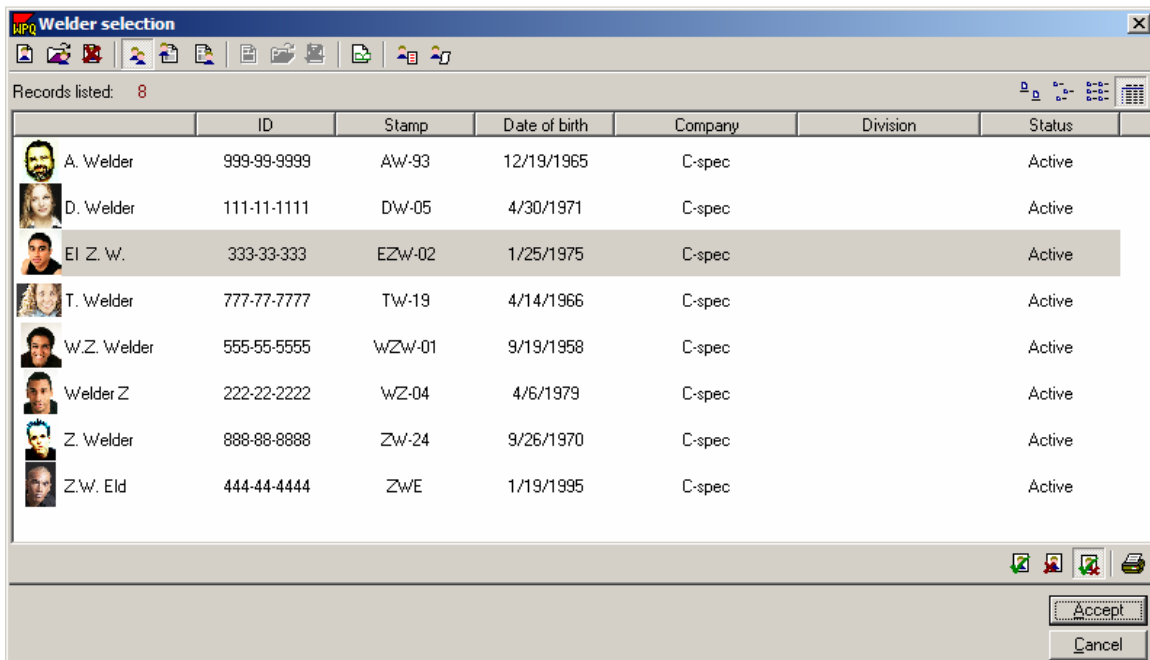 WPQ Welder selection
Records listed: 8
ID Stamp Date of birth Company Division Status
A. Welder 999-99-9999 AW-93 12/19/1965 C-spec Active
D. Welder 111-11-1111 DW-05 4/30/1971 C-spec Active
El Z. W. 333-33-333 EZW-02 1/25/1975 C-spec Active
T. Welder 777-77-7777 TW-19 4/14/1966 C-spec Active
W.Z. Welder 555-55-5555 WZW-01 9/19/1958 C-spec Active
Welder Z 222-22-2222 WZ-04 4/6/1979 C-spec Active
Z. Welder 888-88-8888 ZW-24 9/26/1970 C-spec Active
Z.W. Eld 444-44-4444 ZWE 1/19/1995 C-spec Active
Accept
Cancel